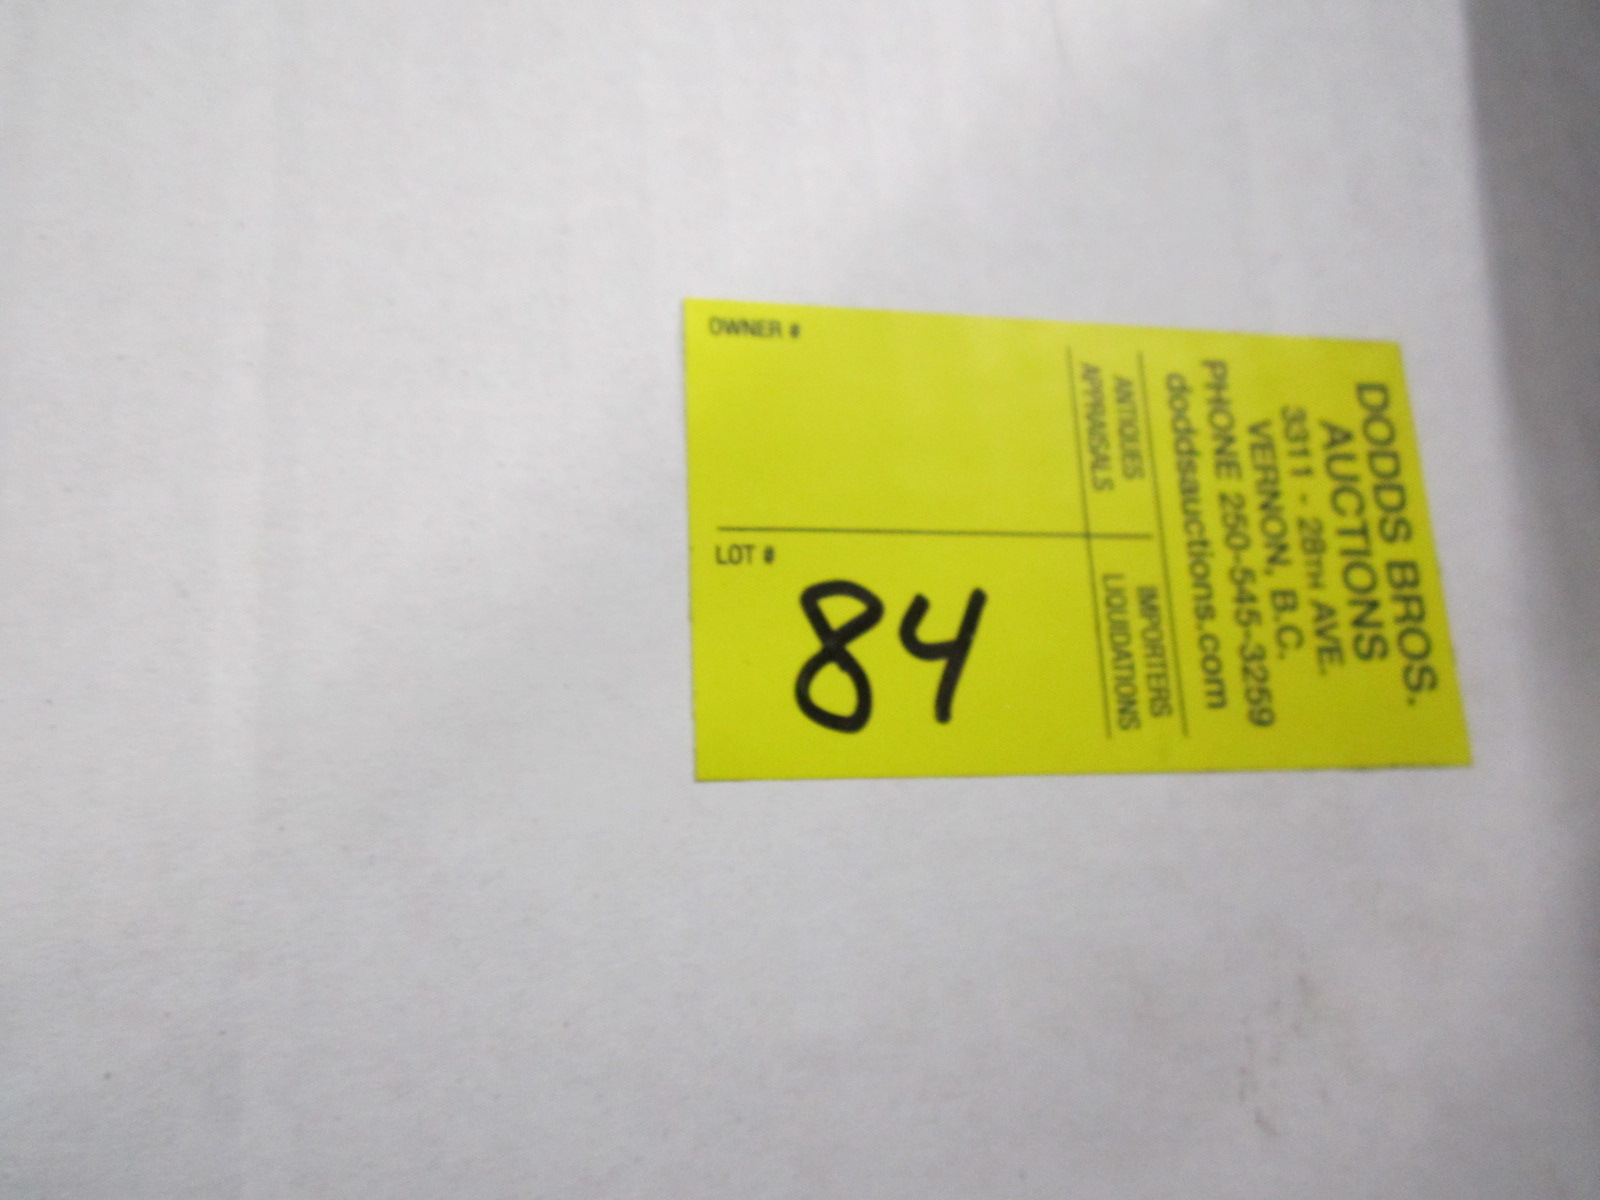 DODDS BROS.
AUCTIONS
3311 - 28TH AVE.
VERNON, B.C.
PHONE 250-545-3259
doddsauctions.com
ANTIQUES
APPRAISALS
IMPORTERS
LIQUIDATIONS
OWNER #
LOT #
84